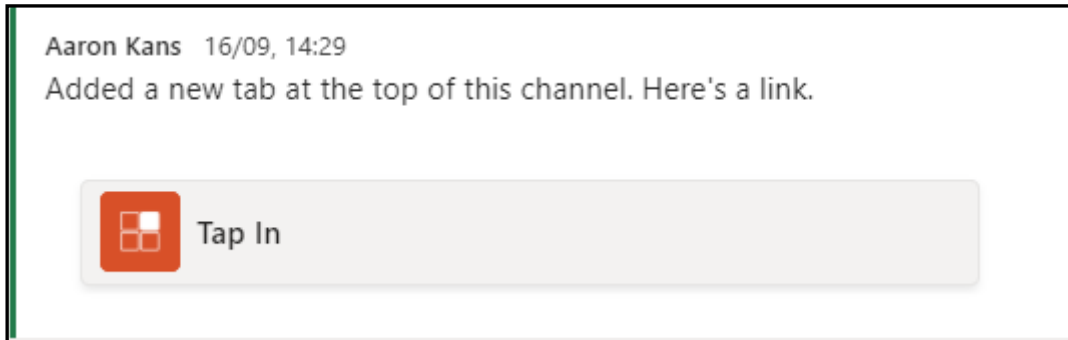 Aaron Kans 16/09, 14:29
Added a new tab at the top of this channel. Here's a link.
Tap In